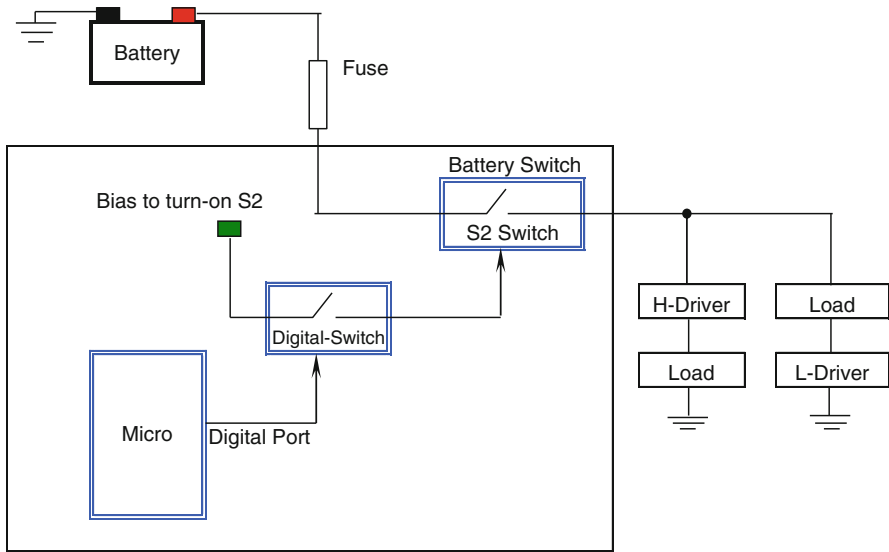 Battery
Fuse
Battery Switch
Bias to turn-on S2
S2 Switch
H-Driver
Load
Digital-Switch
Load
L-Driver
Micro
Digital Port